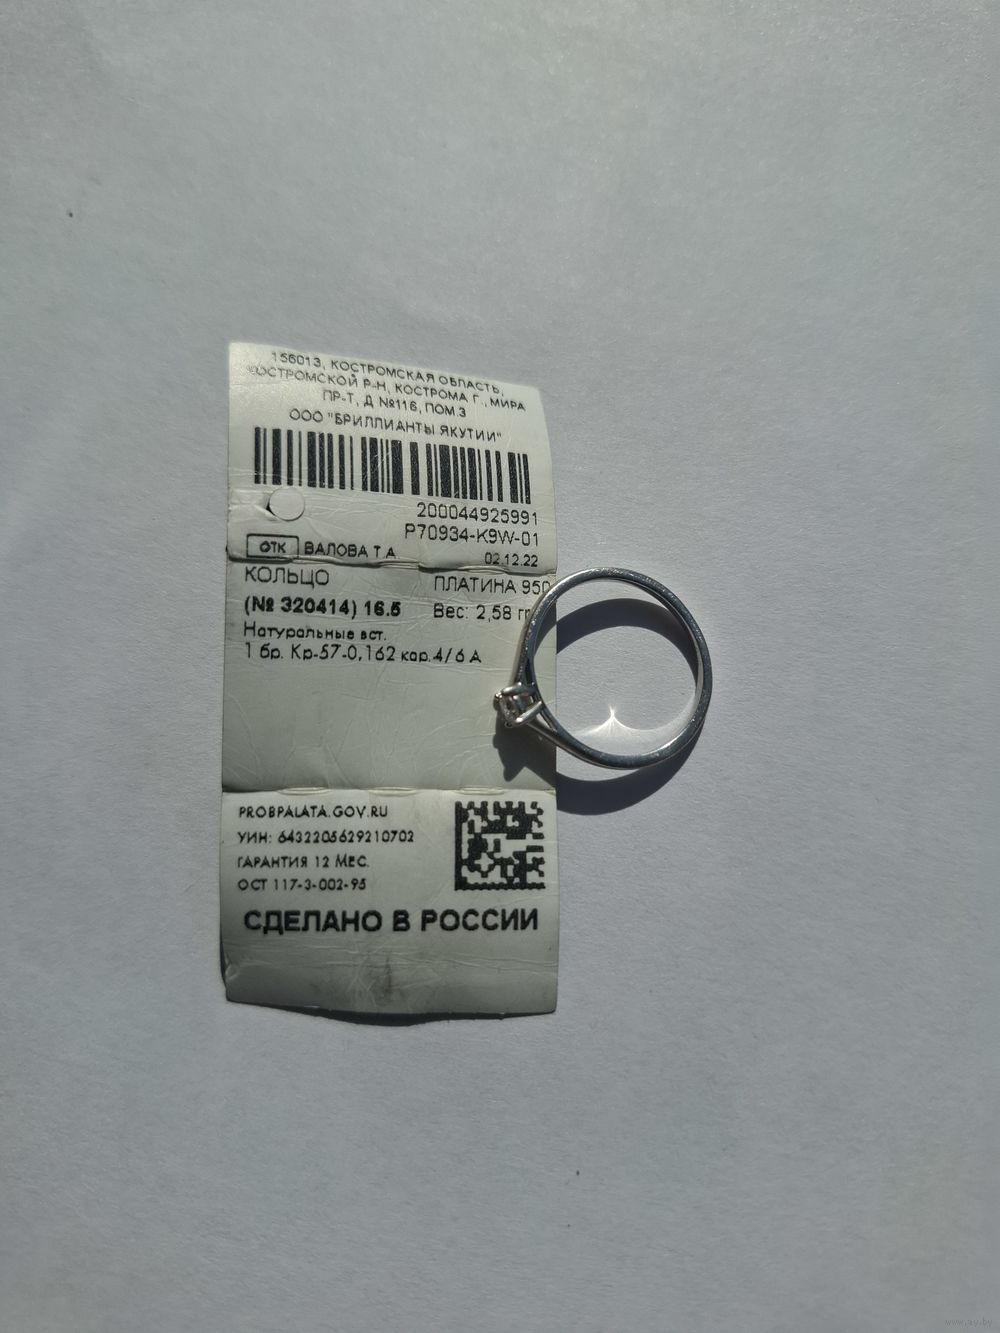 156013, КОСТРОМСКАЯ ОБЛАСТЬ,
КОСТРОМСКОЙ Р-Н, КОСТРОМА Г., МИРА
ПР-Т, Д №116, ПОМ.3
ООО "БРИЛЛИАНТЫ ЯКУТИИ"
200044925991
P70934-K9W-01
ОТК ВАЛОВА Т А 02.12.22
КОЛЬЦО ПЛАТИНА 950
(№ 320414) 16.5 Вес: 2,58 гр
Натуральные вст.
1 бр. Кр-57-0,162 кар.4/6 А
PROBPALATA.GOV.RU
УИН: 6432205629210702
ГАРАНТИЯ 12 МЕС.
ОСТ 117-3-002-95
СДЕЛАНО В РОССИИ
www.ay.by